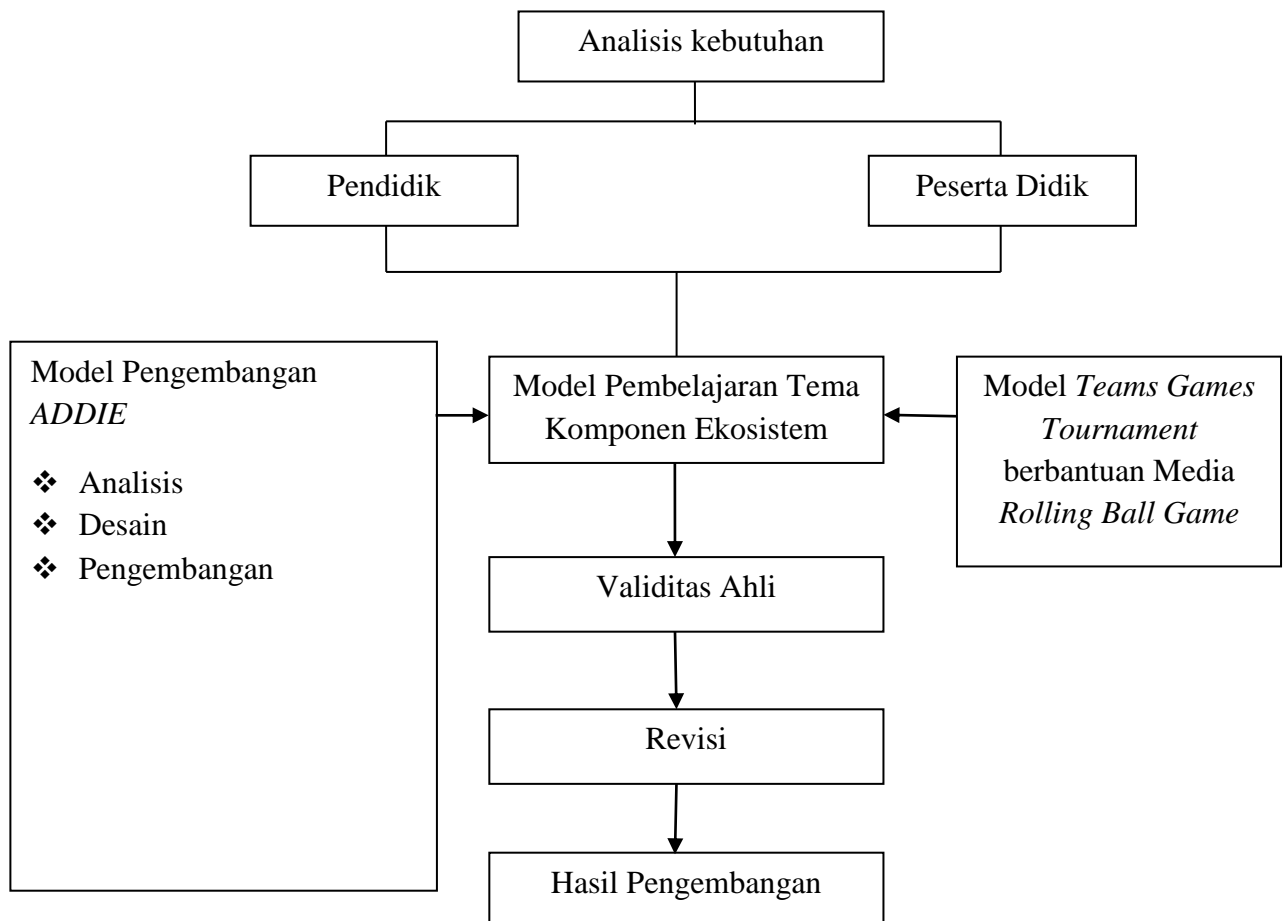 Analisis kebutuhan
Pendidik
Peserta Didik
Model Pengembangan
ADDIE
❖ Analisis
❖ Desain
❖ Pengembangan
Model Pembelajaran Tema
Komponen Ekosistem
Model Teams Games
Tournament
berbantuan Media
Rolling Ball Game
Validitas Ahli
Revisi
Hasil Pengembangan